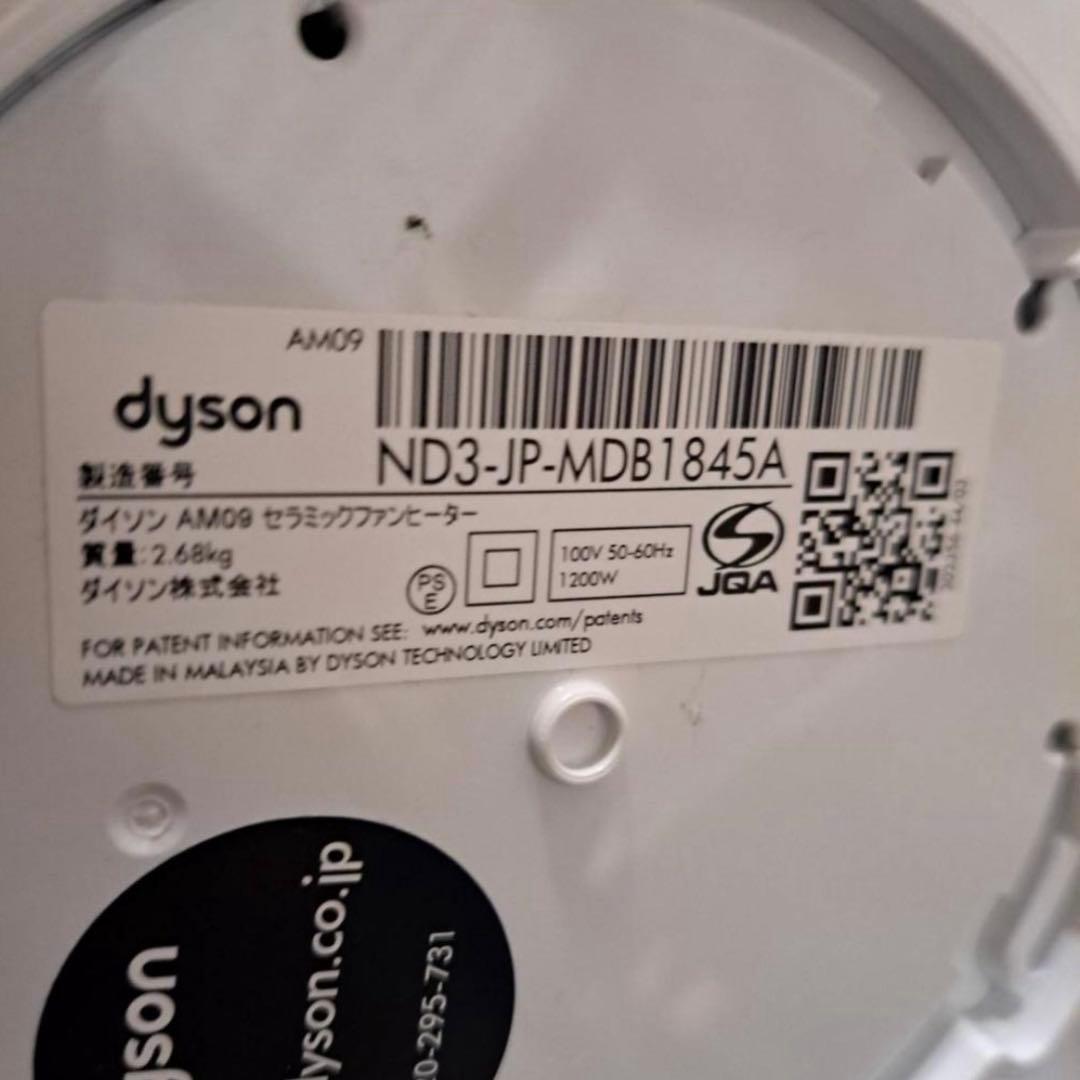 AM09
dyson
製造番号 ND3-JP-MDB1845A
ダイソン AM09 セラミックファンヒーター
質量:2.68kg
ダイソン株式会社
PS
E
100V 50-60Hz
1200W
JQA
FOR PATENT INFORMATION SEE: www.dyson.com/patents
MADE IN MALAYSIA BY DYSON TECHNOLOGY LIMITED
yson
dyson.co.jp
20-295-731